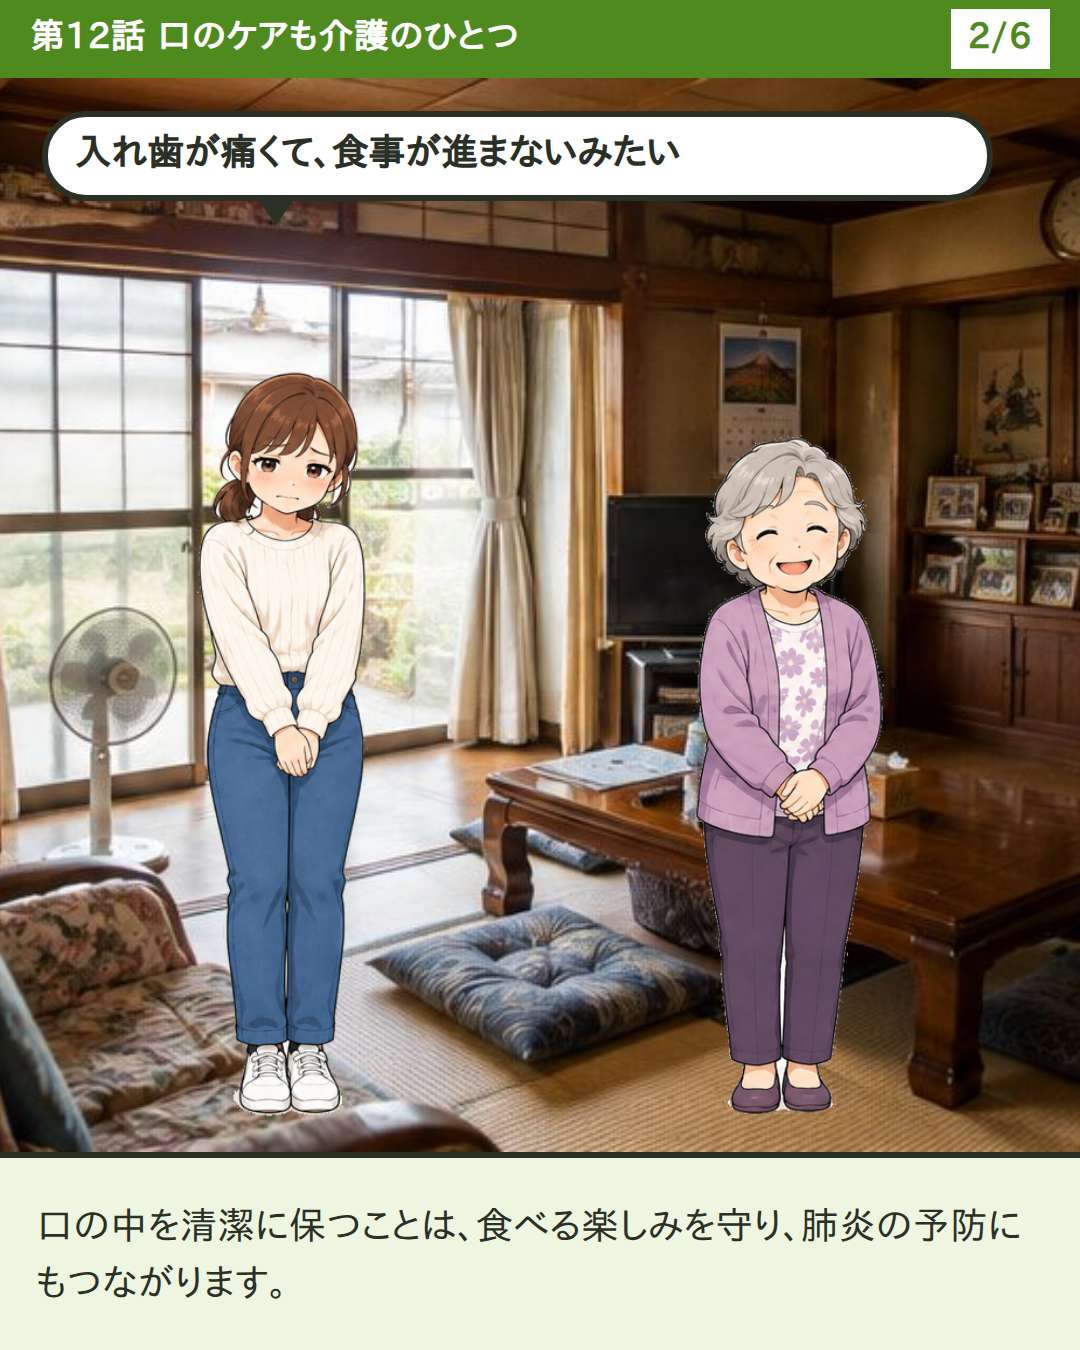 第12話 口のケアも介護のひとつ
2/6
入れ歯が痛くて、食事が進まないみたい
口の中を清潔に保つことは、食べる楽しみを守り、肺炎の予防に
もつながります。